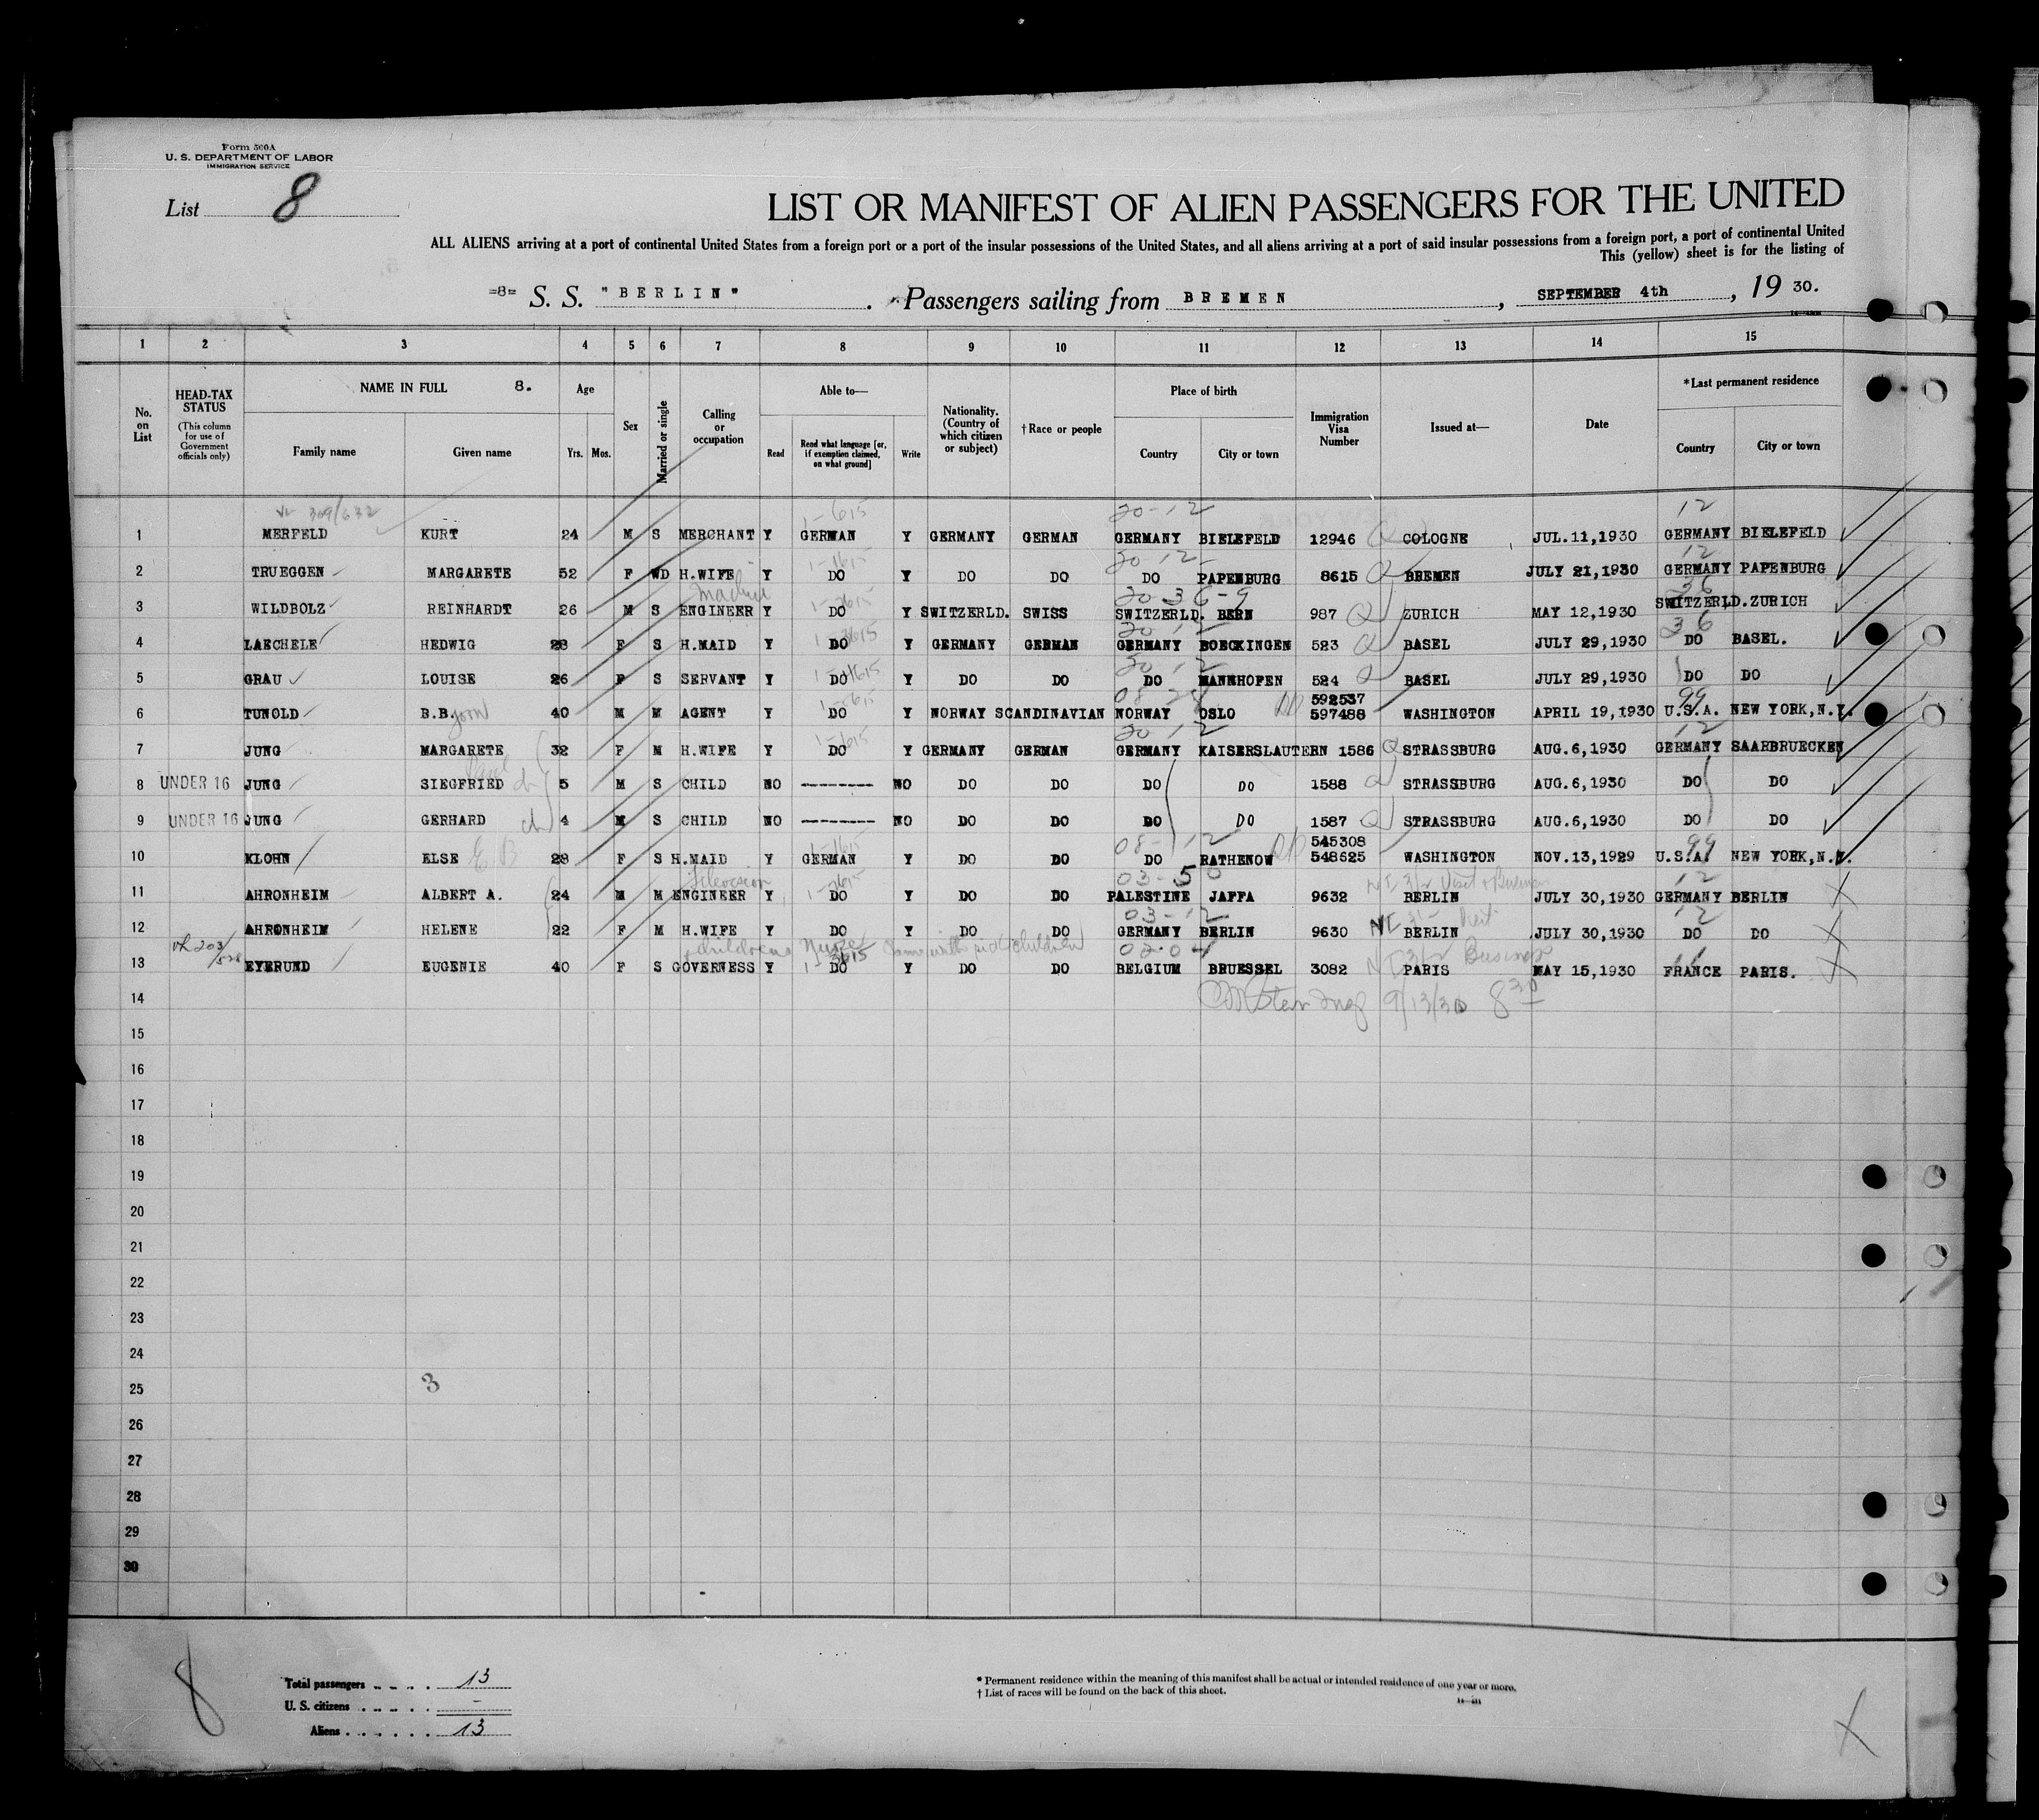 Form 500A
U. S. DEPARTMENT OF LABOR
IMMIGRATION SERVICE
List 8
LIST OR MANIFEST OF ALIEN PASSENGERS FOR THE UNITED
ALL ALIENS arriving at a port of continental United States from a foreign port or a port of the insular possessions of the United States, and all aliens arriving at a port of said insular possessions from a foreign port, a port of continental United
This (yellow) sheet is for the listing of
=8= S. S. "BERLIN". Passengers sailing from BREMEN, SEPTEMBER 4th, 19 30.
1 2 3 4 5 6 7 8 9 10 11 12 13 14 15
No. on List
HEAD-TAX STATUS (This column for use of Government officials only)
NAME IN FULL 8.
Family name Given name
Age Yrs. Mos.
Sex
Married or single
Calling or occupation
Able to—
Read
Read what language [or, if exemption claimed, on what ground]
Write
Nationality. (Country of which citizen or subject)
†Race or people
Place of birth
Country City or town
Immigration Visa Number
Issued at—
Date
*Last permanent residence
Country City or town
1 MERFELD KURT 24 M S MERCHANT Y GERMAN Y GERMANY GERMAN GERMANY BIELEFELD 12946 COLOGNE JUL.11,1930 GERMANY BIELEFELD
2 TRUEGGEN MARGARETE 52 F WD H.WIFE Y DO Y DO DO DO PAPENBURG 8615 BREMEN JULY 21,1930 GERMANY PAPENBURG
3 WILDBOLZ REINHARDT 26 M S ENGINEER Y DO Y SWITZERLD. SWISS SWITZERLD. BERN 987 ZURICH MAY 12,1930 SWITZERLD. ZURICH
4 LAECHELE HEDWIG 28 F S H.MAID Y DO Y GERMANY GERMAN GERMANY BOECKINGEN 523 BASEL JULY 29,1930 DO BASEL.
5 GRAU LOUISE 26 F S SERVANT Y DO Y DO DO DO MANNHOFEN 524 BASEL JULY 29,1930 DO DO
592537
6 TUNOLD B.B. 40 M M AGENT Y DO Y NORWAY SCANDINAVIAN NORWAY OSLO 597488 WASHINGTON APRIL 19,1930 U.S.A. NEW YORK,N.Y.
7 JUNG MARGARETE 32 F M H.WIFE Y DO Y GERMANY GERMAN GERMANY KAISERSLAUTERN 1586 STRASSBURG AUG.6,1930 GERMANY SAARBRUECKEN
8 UNDER 16 JUNG SIEGFRIED 5 M S CHILD NO --------- NO DO DO DO DO 1588 STRASSBURG AUG.6,1930 DO DO
9 UNDER 16 JUNG GERHARD 4 M S CHILD NO --------- NO DO DO DO DO 1587 STRASSBURG AUG.6,1930 DO DO
545308
10 KLOHN ELSE 28 F S H.MAID Y GERMAN Y DO DO DO RATHENOW 548625 WASHINGTON NOV.13,1929 U.S.A. NEW YORK,N.Y.
11 AHRONHEIM ALBERT A. 24 M M ENGINEER Y DO Y DO DO PALESTINE JAFFA 9632 BERLIN JULY 30,1930 GERMANY BERLIN
12 AHRONHEIM HELENE 22 F M H.WIFE Y DO Y DO DO GERMANY BERLIN 9630 BERLIN JULY 30,1930 DO DO
13 EYERUND EUGENIE 40 F S GOVERNESS Y DO Y DO DO BELGIUM BRUESSEL 3082 PARIS MAY 15,1930 FRANCE PARIS.
14 9/13/30 8 30
15
16
17
18
19
20
21
22
23
24
25 3
26
27
28
29
30
8
Total passengers 13
U. S. citizens -
Aliens 13
* Permanent residence within the meaning of this manifest shall be actual or intended residence of one year or more.
† List of races will be found on the back of this sheet.